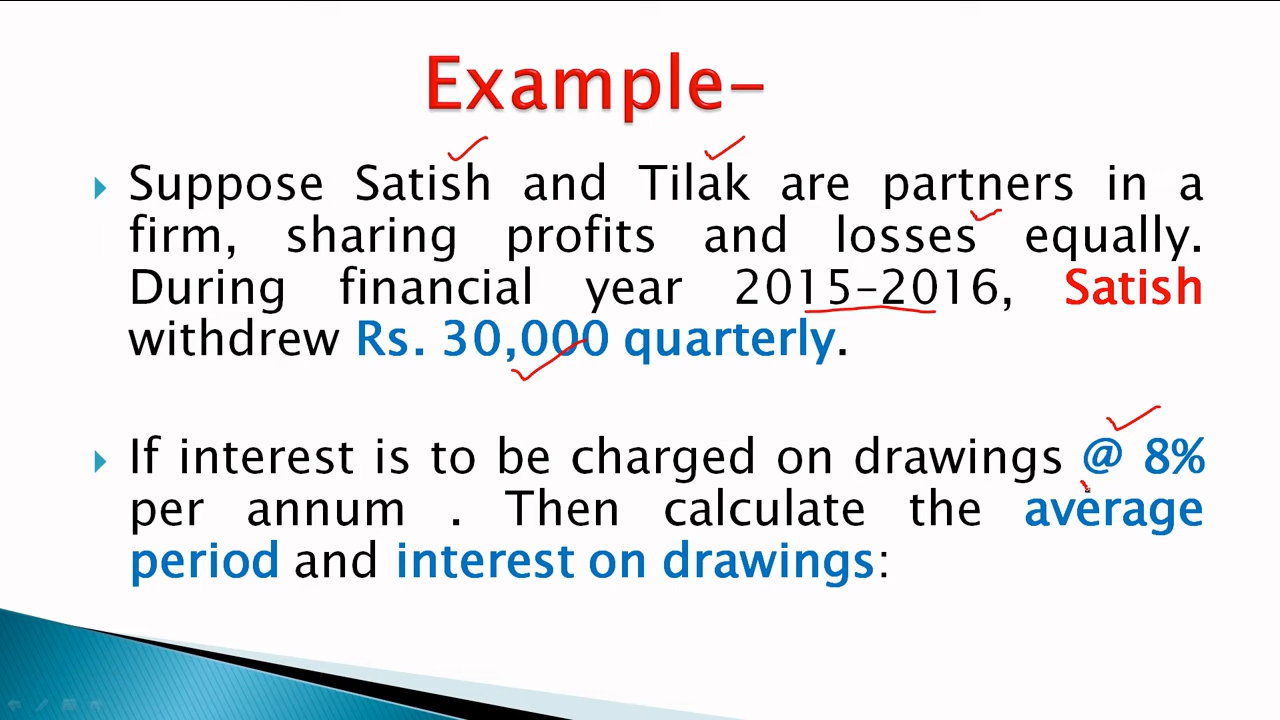 Example-
Suppose Satish and Tilak are partners in a
firm, sharing profits and losses equally.
During financial year 2015-2016, Satish
withdrew Rs. 30,000 quarterly.
If interest is to be charged on drawings @ 8%
per annum . Then calculate the average
period and interest on drawings: